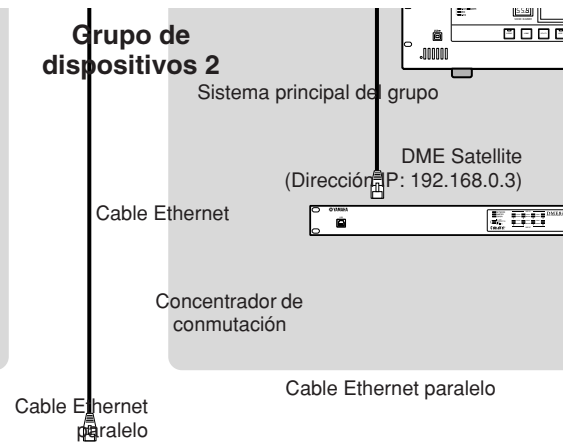 Grupo de
dispositivos 2
Sistema principal del grupo
DME Satellite
(Dirección IP: 192.168.0.3)
Cable Ethernet
YAMAHA
Concentrador de
conmutación
Cable Ethernet paralelo
Cable Ethernet
paralelo